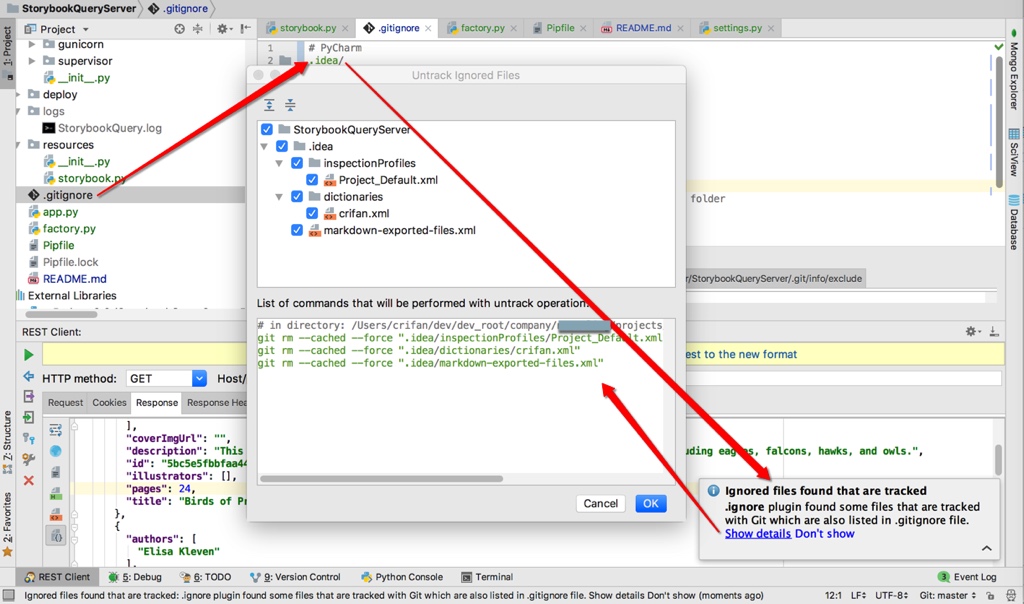 StorybookQueryServer .gitignore
Project
storybook.py
.gitignore
factory.py
Pipfile
README.md
settings.py
1: Project
gunicorn
supervisor
__init__.py
deploy
logs
StorybookQuery.log
resources
__init__.py
storybook.py
.gitignore
app.py
factory.py
Pipfile
Pipfile.lock
README.md
External Libraries
1 # PyCharm
2 .idea/
folder
/StorybookQueryServer/.git/info/exclude
est to the new format
Mongo Explorer
SciView
Database
Untrack Ignored Files
StorybookQueryServer
.idea
inspectionProfiles
Project_Default.xml
dictionaries
crifan.xml
markdown-exported-files.xml
List of commands that will be performed with untrack operation:
# in directory: /Users/crifan/dev/dev_root/company/ projects
git rm --cached --force ".idea/inspectionProfiles/Project_Default.xml
git rm --cached --force ".idea/dictionaries/crifan.xml"
git rm --cached --force ".idea/markdown-exported-files.xml"
Cancel
OK
REST Client:
HTTP method:
GET
Host/
Request
Cookies
Response
Response Hea
],
"coverImgUrl": "",
"description": "This
uding eagles, falcons, hawks, and owls.",
"id": "5bc5e5fbbfaa44
"illustrators": [],
"pages": 24,
"title": "Birds of Pr
},
{
"authors": [
"Elisa Kleven"
],
Z: Structure
2: Favorites
Ignored files found that are tracked
.ignore plugin found some files that are tracked
with Git which are also listed in .gitignore file.
Show details Don't show
REST Client
5: Debug
6: TODO
9: Version Control
Python Console
Terminal
3 Event Log
Ignored files found that are tracked: .ignore plugin found some files that are tracked with Git which are also listed in .gitignore file. Show details Don't show (moments ago)
12:1 LF÷ UTF-8÷ Git: master÷